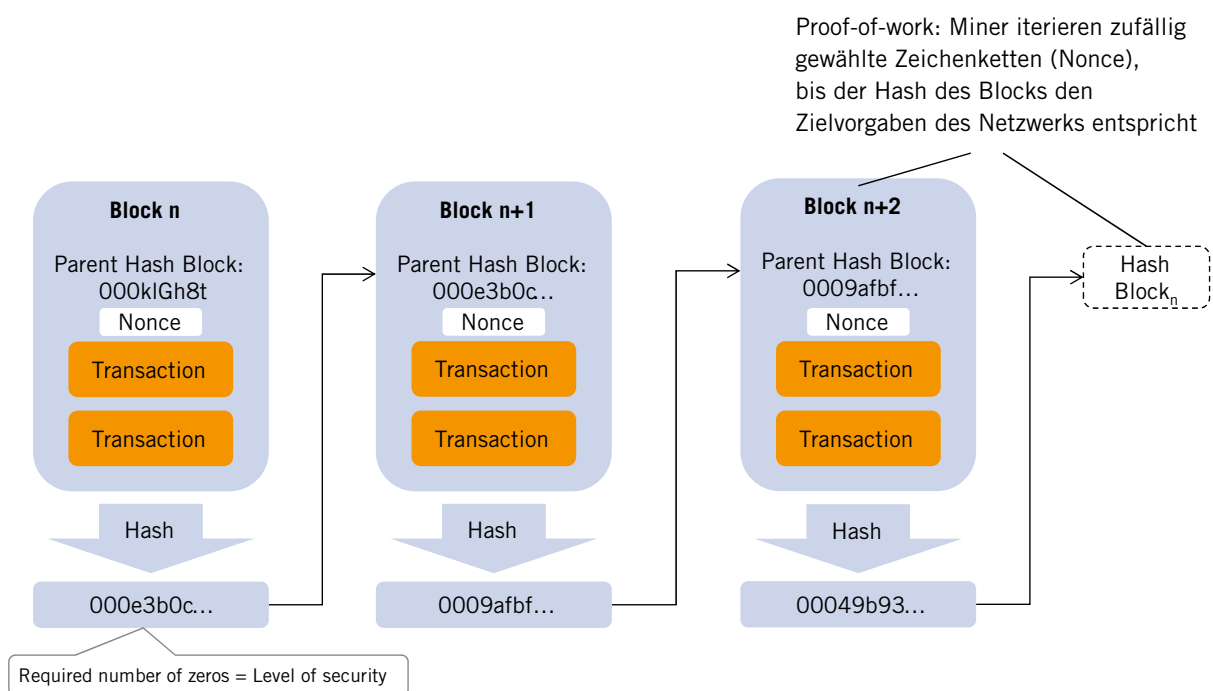 Proof-of-work: Miner iterieren zufällig
gewählte Zeichenketten (Nonce),
bis der Hash des Blocks den
Zielvorgaben des Netzwerks entspricht
Block n
Parent Hash Block:
000klGh8t
Nonce
Transaction
Transaction
Hash
000e3b0c...
Required number of zeros = Level of security
Block n+1
Parent Hash Block:
000e3b0c...
Nonce
Transaction
Transaction
Hash
0009afbf...
Block n+2
Parent Hash Block:
0009afbf...
Nonce
Transaction
Transaction
Hash
00049b93...
Hash
Blockₙ